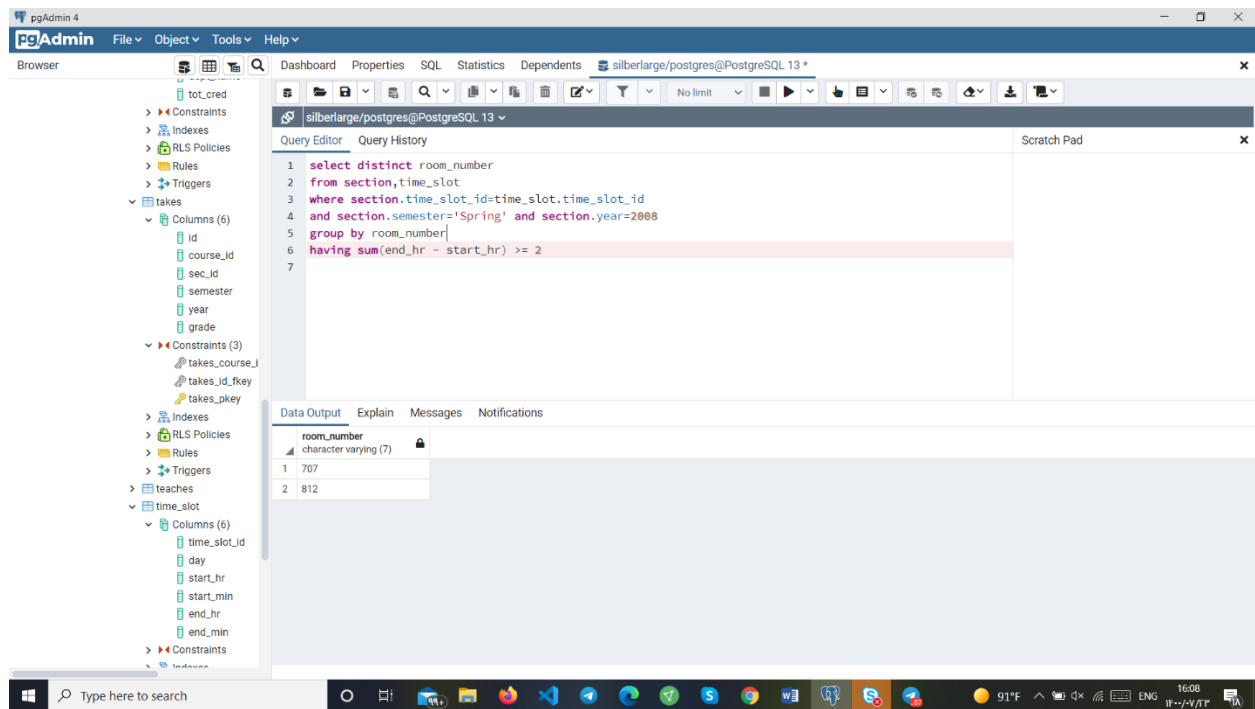 pgAdmin 4
pgAdmin File Object Tools Help
Browser
Dashboard Properties SQL Statistics Dependents silberlarge/postgres@PostgreSQL 13 *
tot_cred
Constraints
Indexes
RLS Policies
Rules
Triggers
takes
Columns (6)
id
course_id
sec_id
semester
year
grade
Constraints (3)
takes_course_i
takes_id_fkey
takes_pkey
Indexes
RLS Policies
Rules
Triggers
teaches
time_slot
Columns (6)
time_slot_id
day
start_hr
start_min
end_hr
end_min
Constraints
Indexes
No limit
silberlarge/postgres@PostgreSQL 13
Query Editor Query History
Scratch Pad
1 select distinct room_number
2 from section,time_slot
3 where section.time_slot_id=time_slot.time_slot_id
4 and section.semester='Spring' and section.year=2008
5 group by room_number
6 having sum(end_hr - start_hr) >= 2
7
Data Output Explain Messages Notifications
room_number
character varying (7)
1 707
2 812
Type here to search
99+
91°F
ENG
16:08
۱۴۰۰/۰۷/۲۳